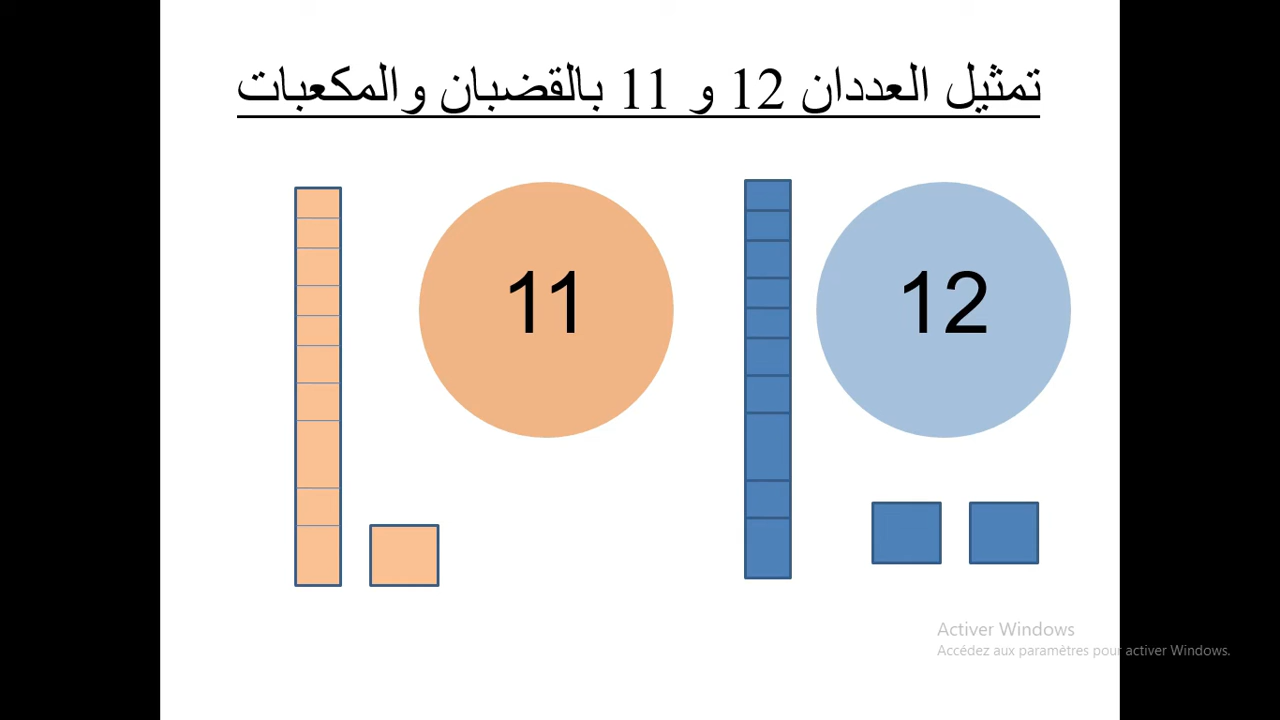 تمثيل العددان 12 و 11 بالقضبان والمكعبات
12
11
Activer Windows
Accédez aux paramètres pour activer Windows.